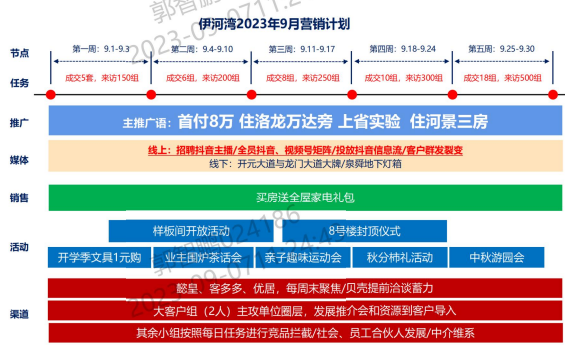 伊河湾2023年9月营销计划
节点
第一周：9.1-9.3
第二周：9.4-9.10
第三周：9.11-9.17
第四周：9.18-9.24
第五周：9.25-9.30
任务
成交5套，来访150组
成交6组，来访200组
成交8组，来访250组
成交10组，来访300组
成交18组，来访500组
推广
主推广语：首付8万 住洛龙万达旁 上省实验 住河景三房
媒体
线上：招聘抖音主播/全员抖音、视频号矩阵/投放抖音信息流/客户群发裂变
线下：开元大道与龙门大道大牌/泉舜地下灯箱
销售
买房送全屋家电礼包
活动
样板间开放活动
8号楼封顶仪式
开学季文具1元购
业主围炉茶话会
亲子趣味运动会
秋分柿礼活动
中秋游园会
渠道
懿皇、客多多、优居，每周末聚焦/贝壳提前洽谈蓄力
大客户组（2人）主攻单位圈层，发展推介会和资源到客户导入
其余小组按照每日任务进行竞品拦截/社会、员工合伙人发展/中介维系
郭智鹏024186
2023-09-07